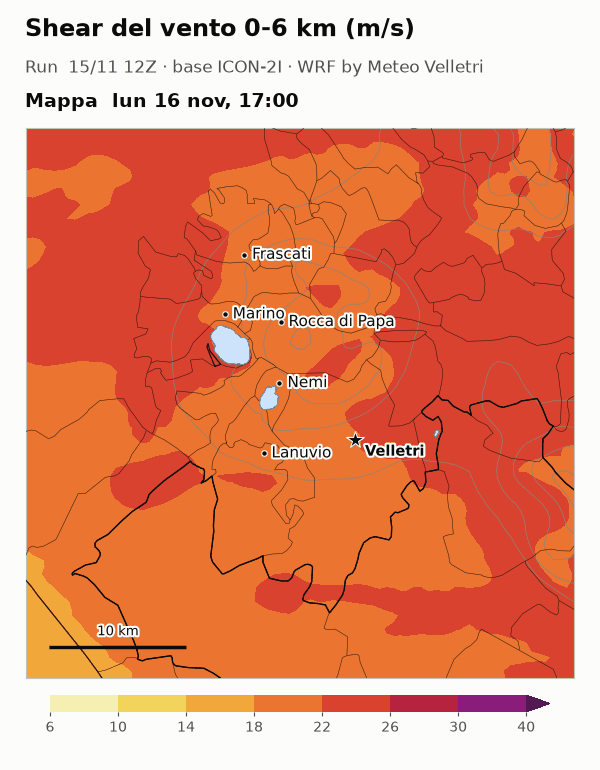 Shear del vento 0-6 km (m/s)
Run  15/11 12Z · base ICON-2I · WRF by Meteo Velletri
Mappa  lun 16 nov, 17:00
Frascati
Marino
Rocca di Papa
Nemi
Velletri
Lanuvio
10 km
6 10 14 18 22 26 30 40